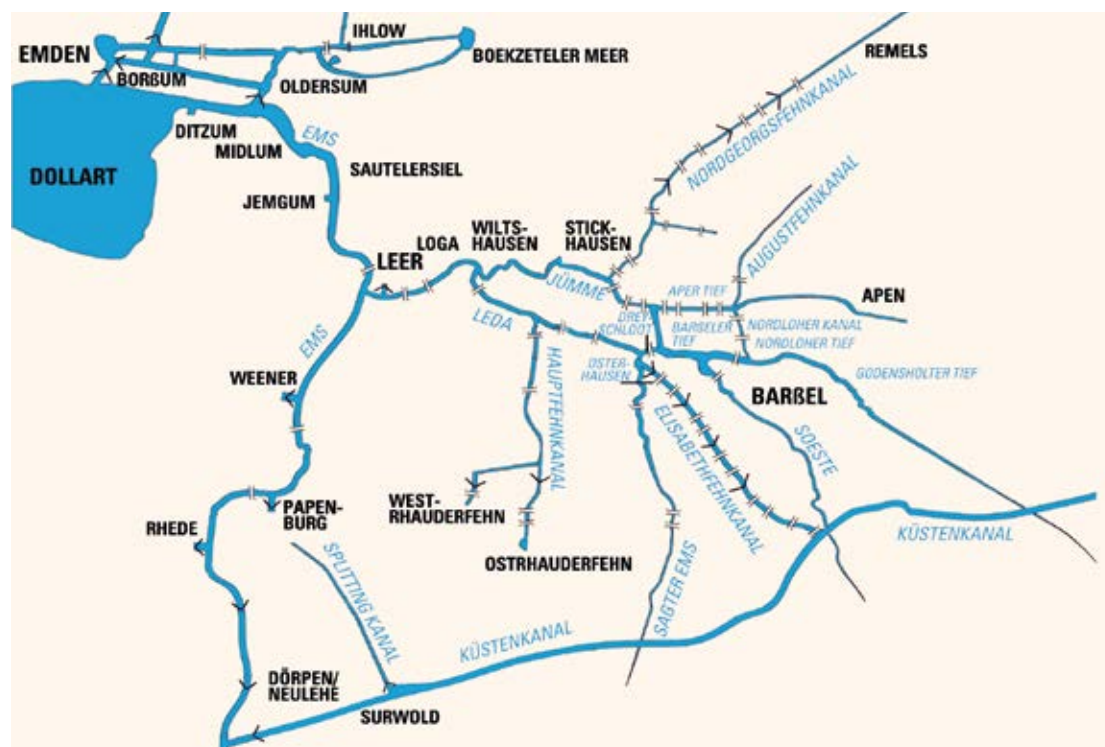 IHLOW
REMELS
EMDEN
BOEKZETELER MEER
BORßUM
OLDERSUM
DITZUM
EMS
MIDLUM
NORDGEORGSFEHNKANAL
DOLLART
SAUTELERSIEL
JEMGUM
AUGUSTFEHNKANAL
WILTS-
HAUSEN
STICK-
HAUSEN
LOGA
LEER
JÜMME
APER TIEF
APEN
LEDA
DREY-
SCHLOOT
BARSELER
TIEF
NORDLOHER KANAL
NORDLOHER TIEF
EMS
OSTER-
HAUSEN
GODENSHOLTER TIEF
WEENER
HAUPTFEHNKANAL
BARßEL
ELISABETHFEHNKANAL
SOESTE
WEST-
RHAUDERFEHN
PAPEN-
BURG
RHEDE
KÜSTENKANAL
OSTRHAUDERFEHN
SPLITTING KANAL
SAGTER EMS
KÜSTENKANAL
DÖRPEN/
NEULEHE
SURWOLD